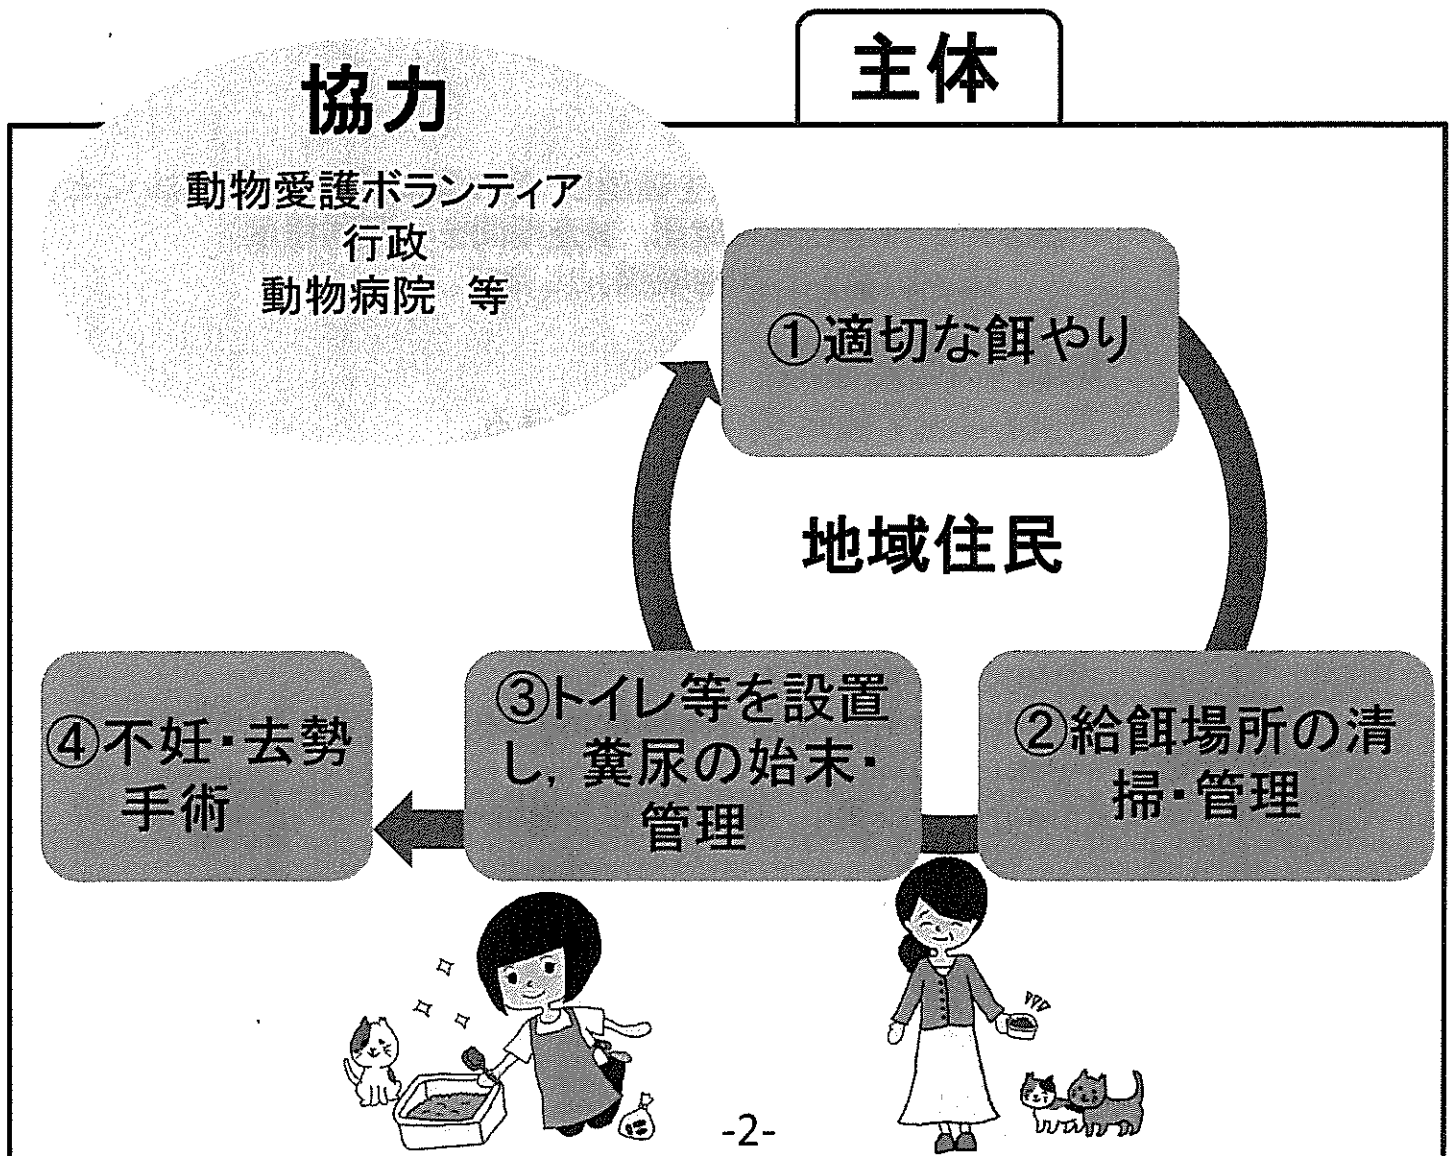 主体
協力
動物愛護ボランティア
行政
動物病院　等
①適切な餌やり
地域住民
②給餌場所の清
掃・管理
③トイレ等を設置
し，糞尿の始末・
管理
④不妊・去勢
手術
-2-